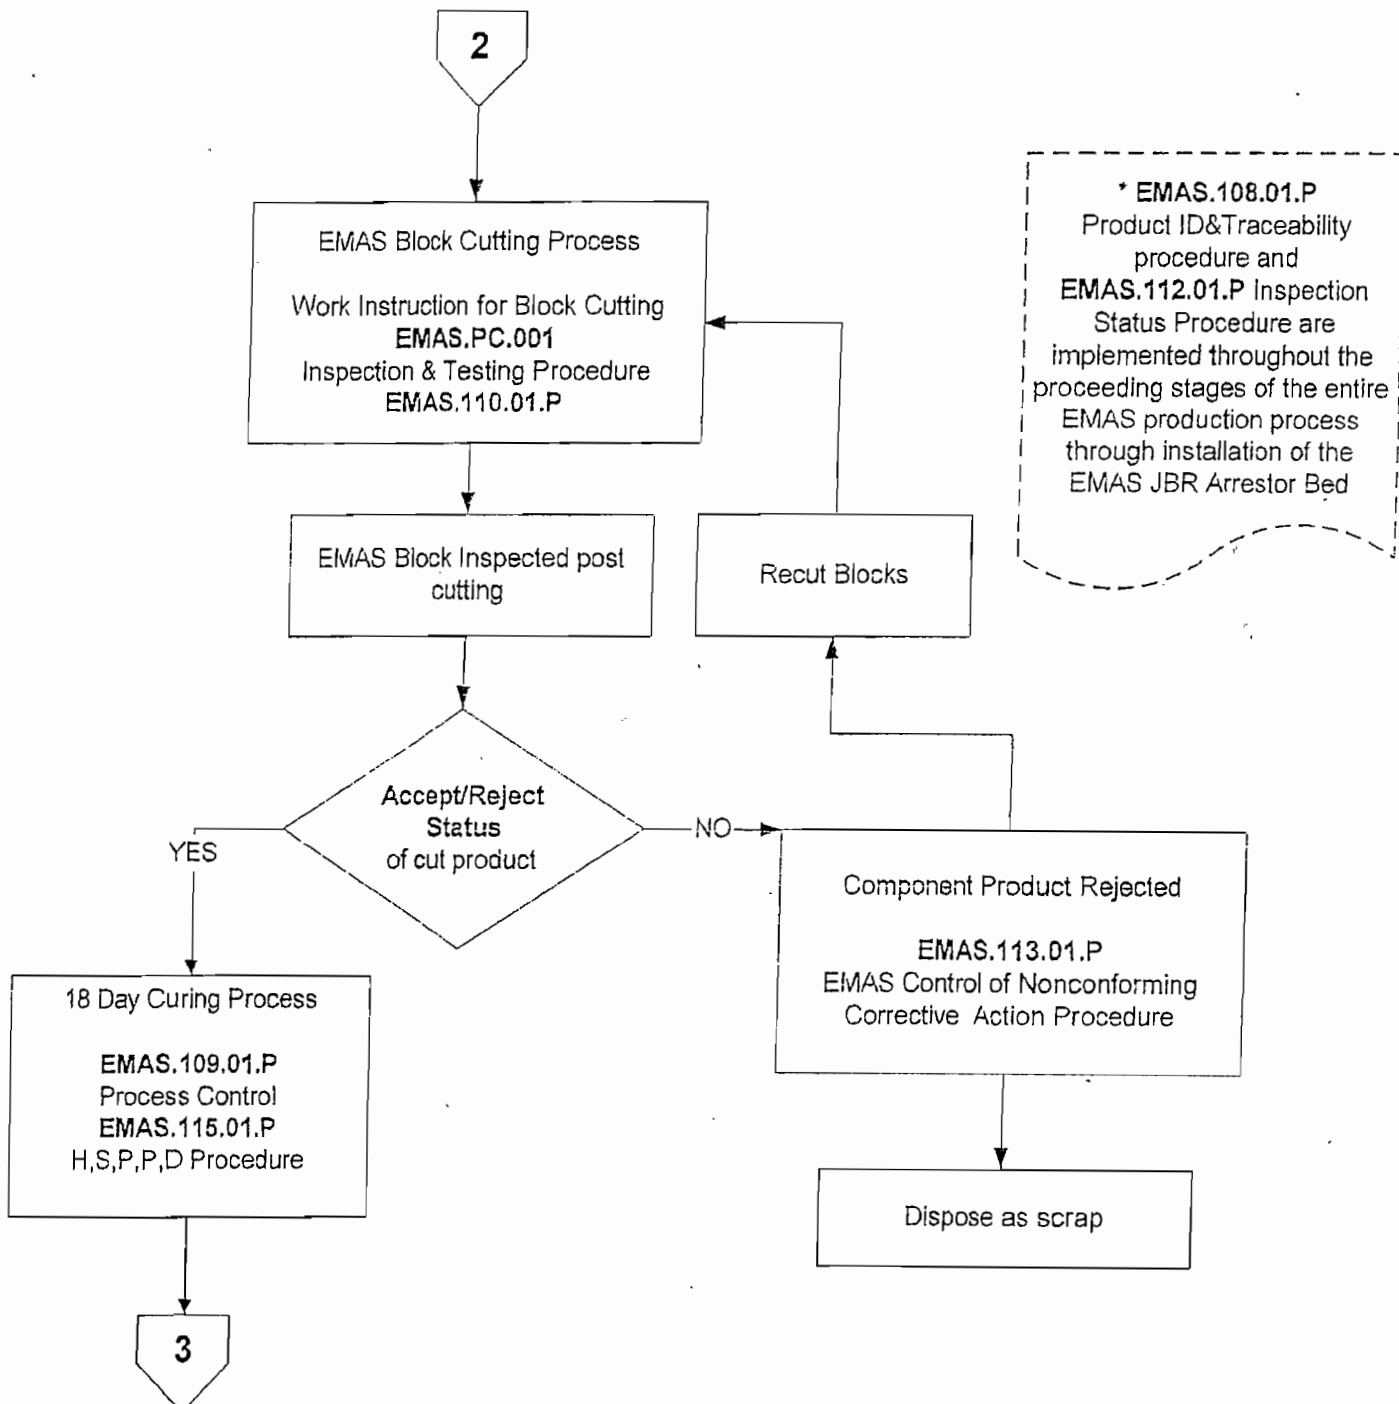 2
EMAS Block Cutting Process
Work Instruction for Block Cutting
EMAS.PC.001
Inspection & Testing Procedure
EMAS.110.01.P
* EMAS.108.01.P
Product ID&Traceability
procedure and
EMAS.112.01.P Inspection
Status Procedure are
implemented throughout the
proceeding stages of the entire
EMAS production process
through installation of the
EMAS JBR Arrestor Bed
EMAS Block Inspected post
cutting
Recut Blocks
Accept/Reject
Status
of cut product
YES
NO
Component Product Rejected
EMAS.113.01.P
EMAS Control of Nonconforming
Corrective Action Procedure
18 Day Curing Process
EMAS.109.01.P
Process Control
EMAS.115.01.P
H,S,P,P,D Procedure
Dispose as scrap
3